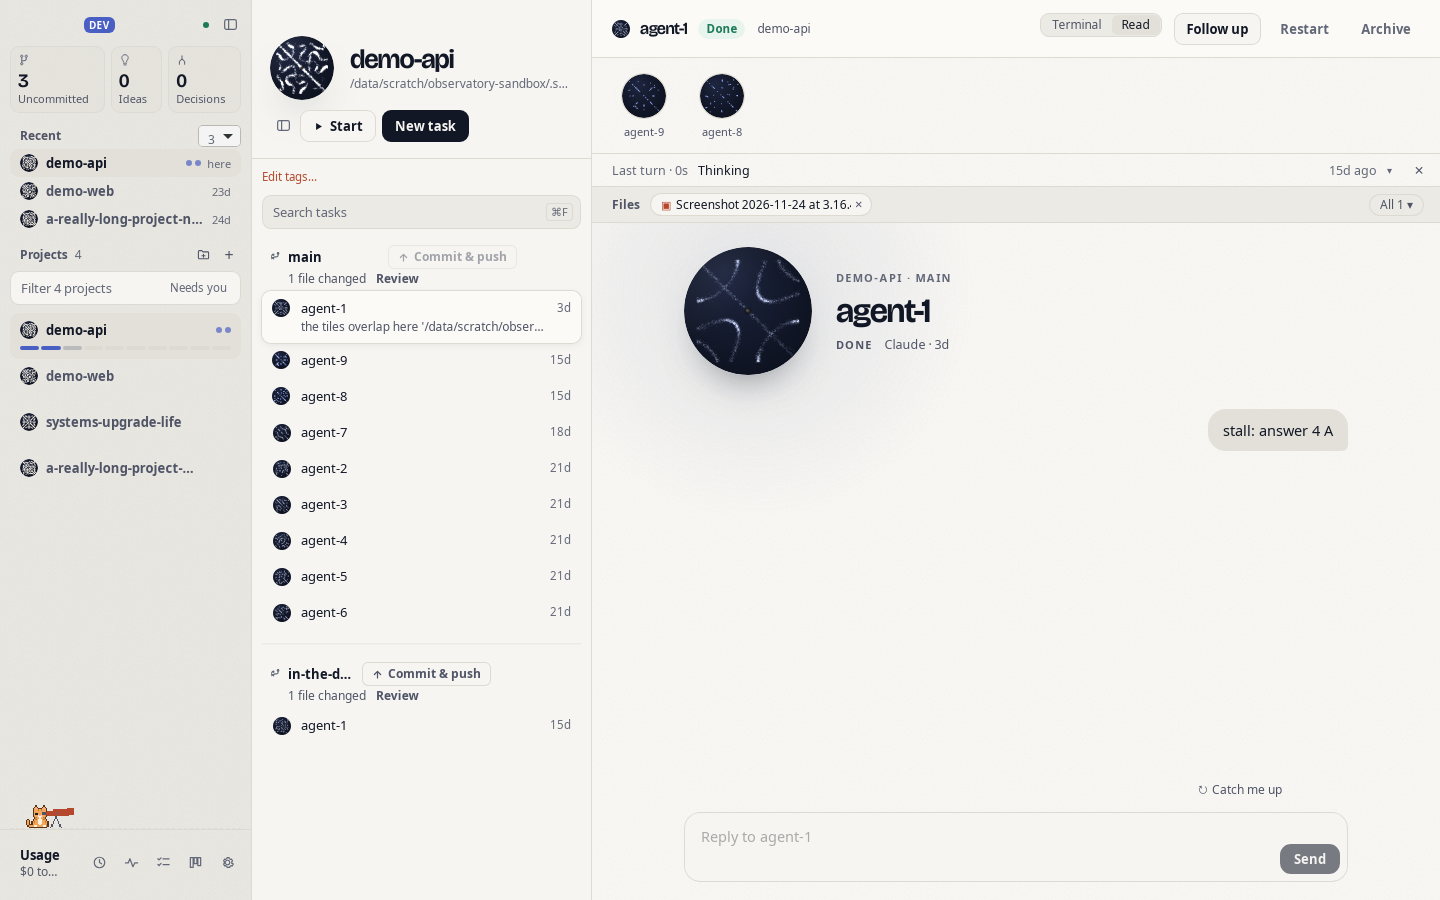 DEV
3
Uncommitted
0
Ideas
0
Decisions
Recent
3
demo-api
here
demo-web
23d
a-really-long-project-n...
24d
Projects 4
+
Filter 4 projects
Needs you
demo-api
demo-web
systems-upgrade-life
a-really-long-project-...
Usage
$0 to...
demo-api
/data/scratch/observatory-sandbox/.s...
Start
New task
Edit tags...
Search tasks
⌘F
main
↑ Commit & push
1 file changed Review
agent-1
3d
the tiles overlap here '/data/scratch/obser...
agent-9
15d
agent-8
15d
agent-7
18d
agent-2
21d
agent-3
21d
agent-4
21d
agent-5
21d
agent-6
21d
in-the-d...
↑ Commit & push
1 file changed Review
agent-1
15d
agent-1
Done
demo-api
Terminal
Read
Follow up
Restart
Archive
agent-9
agent-8
Last turn · 0s Thinking
15d ago ▾ ✕
Files
Screenshot 2026-11-24 at 3.16. ✕
All 1 ▾
DEMO-API · MAIN
agent-1
DONE Claude · 3d
stall: answer 4 A
↻ Catch me up
Reply to agent-1
Send